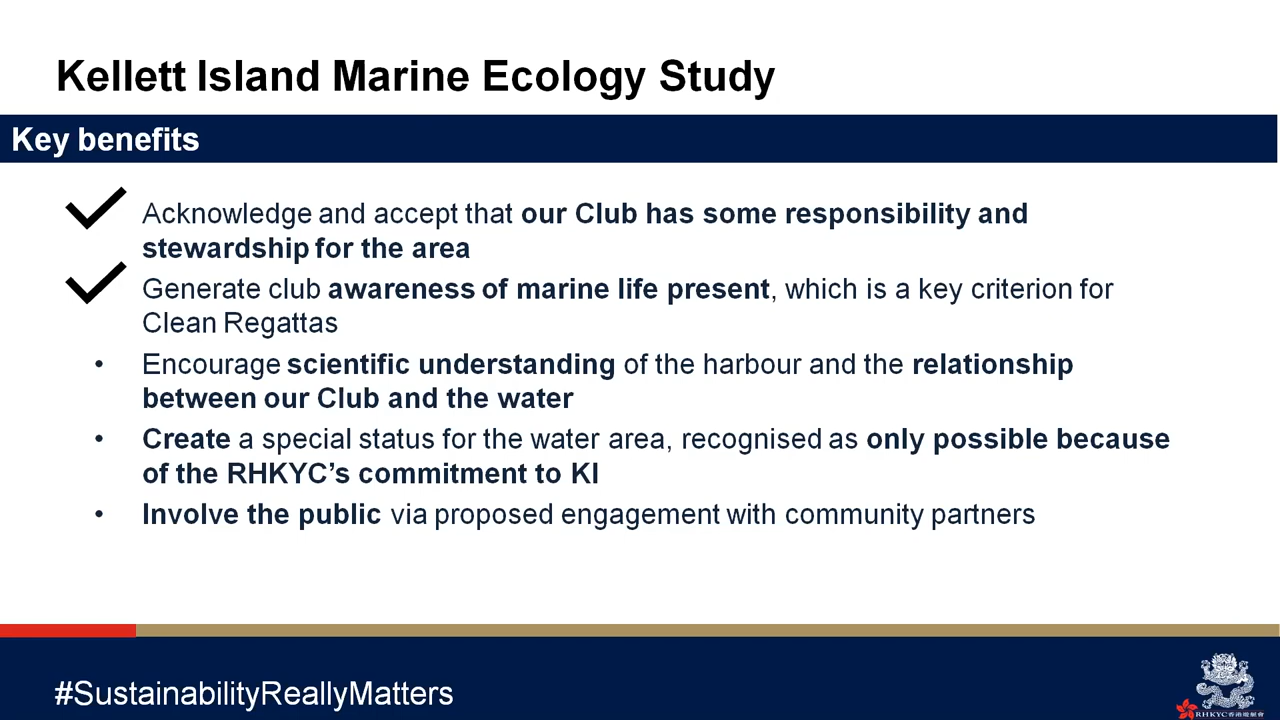 Kellett Island Marine Ecology Study
Key benefits
Acknowledge and accept that our Club has some responsibility and
stewardship for the area
Generate club awareness of marine life present, which is a key criterion for
Clean Regattas
• Encourage scientific understanding of the harbour and the relationship
between our Club and the water
• Create a special status for the water area, recognised as only possible because
of the RHKYC’s commitment to KI
• Involve the public via proposed engagement with community partners
#SustainabilityReallyMatters
RHKYC香港遊艇會